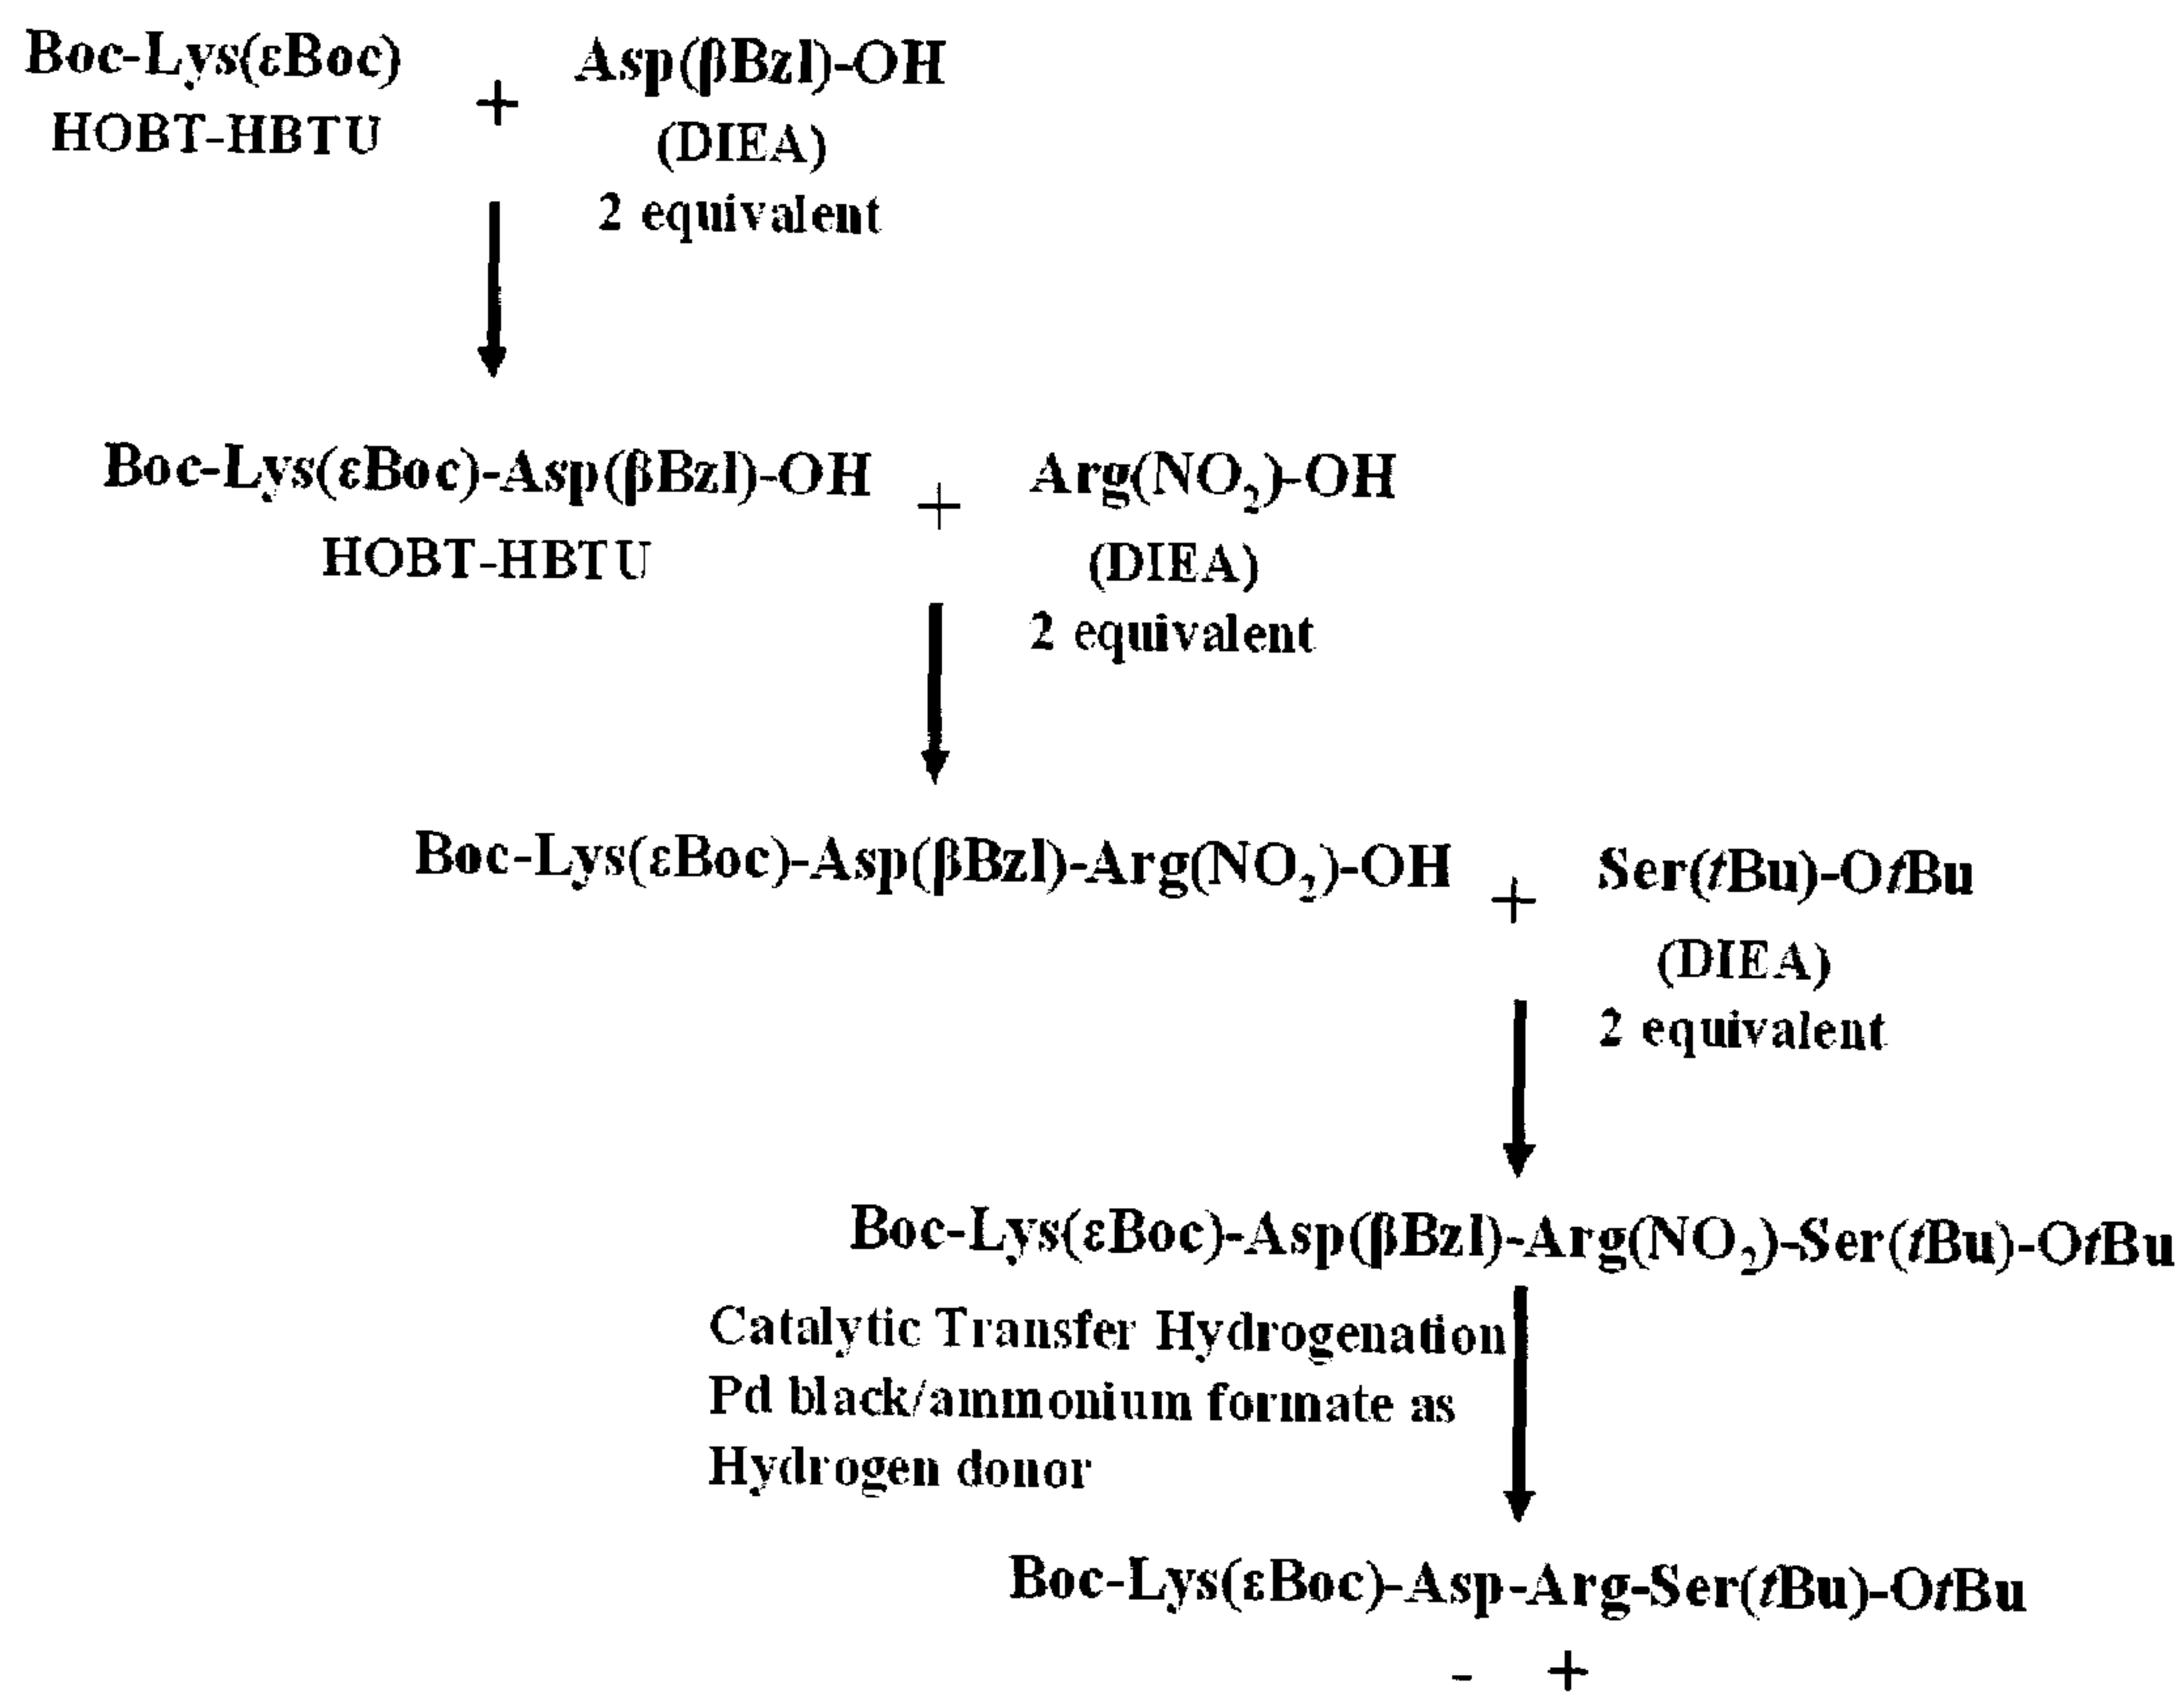 Boc-Lys(εBoc) + Asp(βBzl)-OH
HOBT-HBTU (DIEA)
2 equivalent
Boc-Lys(εBoc)-Asp(βBzl)-OH + Arg(NO₂)-OH
HOBT-HBTU (DIEA)
2 equivalent
Boc-Lys(εBoc)-Asp(βBzl)-Arg(NO₂)-OH + Ser(tBu)-OtBu
(DIEA)
2 equivalent
Boc-Lys(εBoc)-Asp(βBzl)-Arg(NO₂)-Ser(tBu)-OtBu
Catalytic Transfer Hydrogenation
Pd black/ammonium formate as
Hydrogen donor
Boc-Lys(εBoc)-Asp-Arg-Ser(tBu)-OtBu
- +